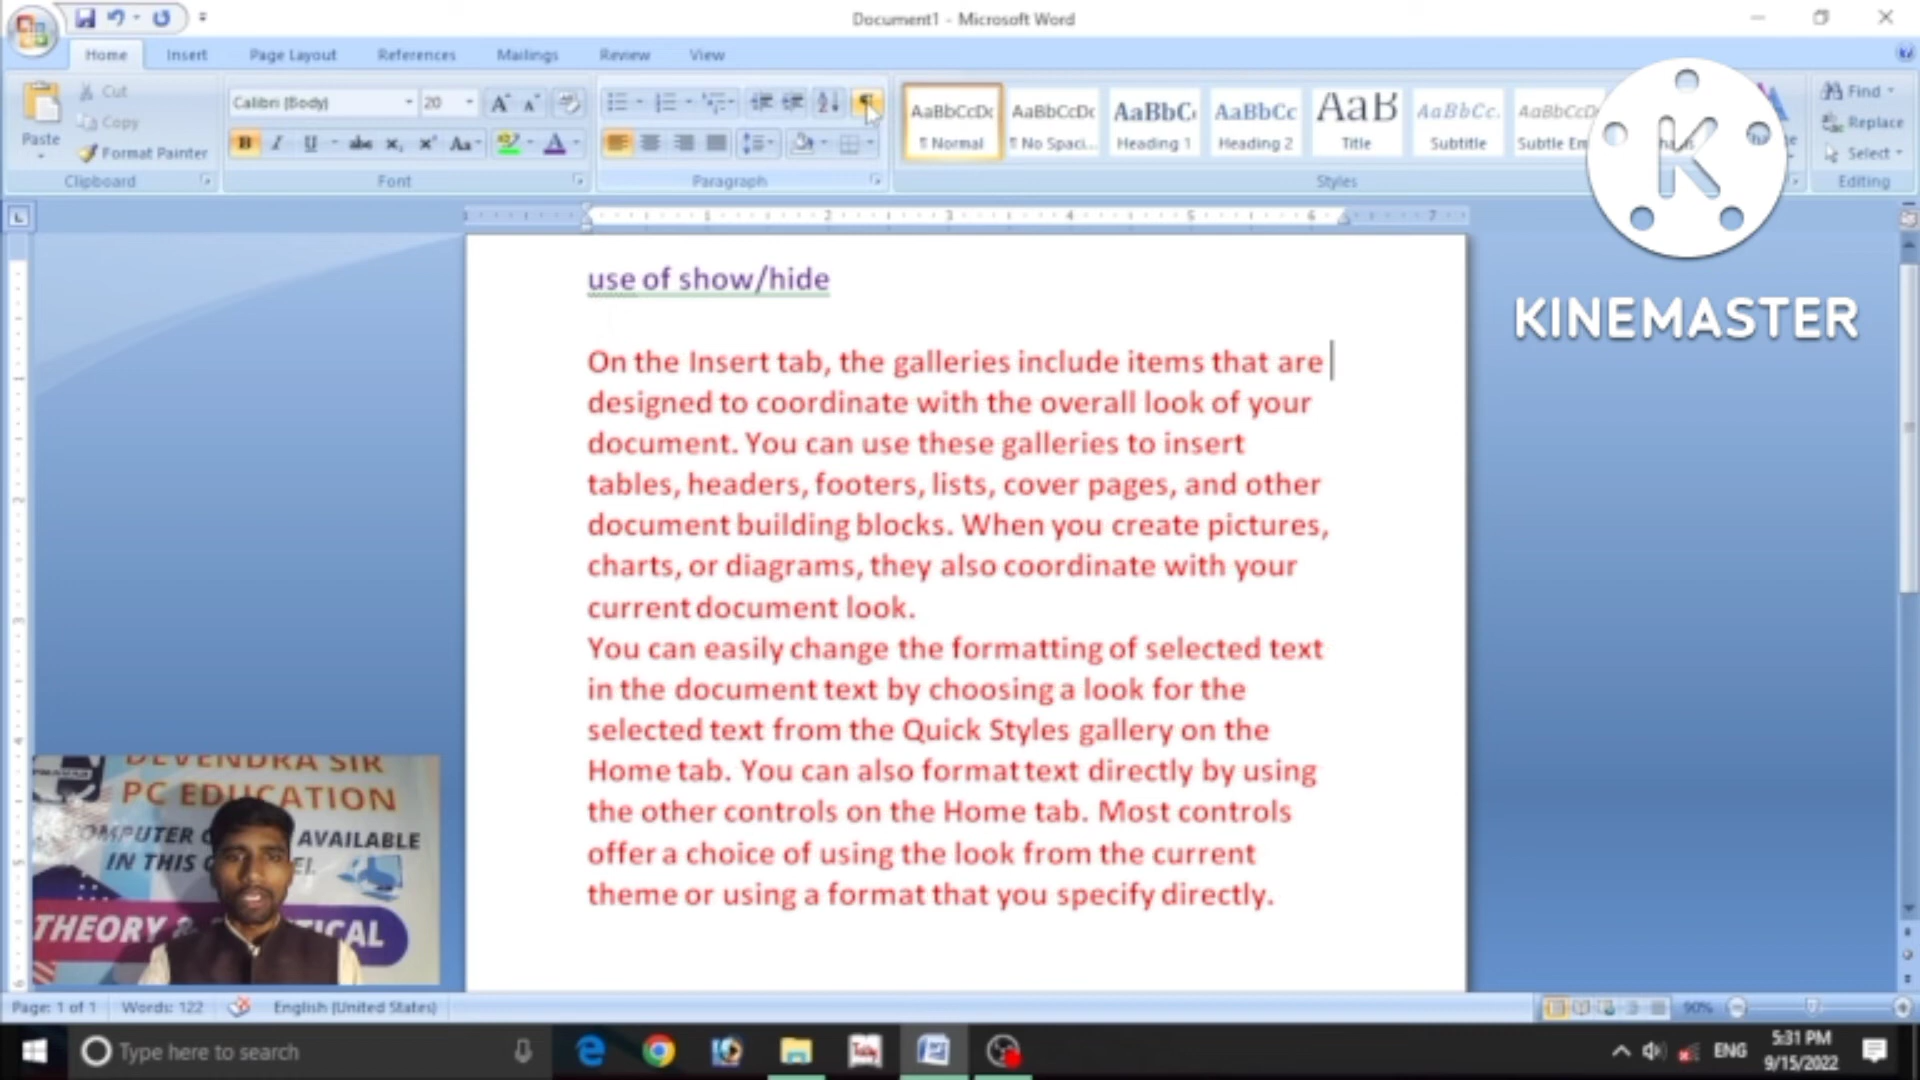 Document1 - Microsoft Word
Home Insert Page Layout References Mailings Review View
Paste
Cut
Copy
Format Painter
Clipboard
Calibri (Body) 20
Font
Paragraph
AaBbCcDc AaBbCcDc AaBbC AaBbCc AaB AaBbCc. AaBbCcDc
¶ Normal ¶ No Spaci... Heading 1 Heading 2 Title Subtitle Subtle Em
Styles
Find
Replace
Select
Editing
K
KINEMASTER
use of show/hide
On the Insert tab, the galleries include items that are
designed to coordinate with the overall look of your
document. You can use these galleries to insert
tables, headers, footers, lists, cover pages, and other
document building blocks. When you create pictures,
charts, or diagrams, they also coordinate with your
current document look.
You can easily change the formatting of selected text
in the document text by choosing a look for the
selected text from the Quick Styles gallery on the
Home tab. You can also format text directly by using
the other controls on the Home tab. Most controls
offer a choice of using the look from the current
theme or using a format that you specify directly.
DEVENDRA SIR
PC EDUCATION
AVAILABLE
IN THIS
THEORY &
Page: 1 of 1 Words: 122 English (United States) 90%
Type here to search
ENG
5:31 PM
9/15/2022